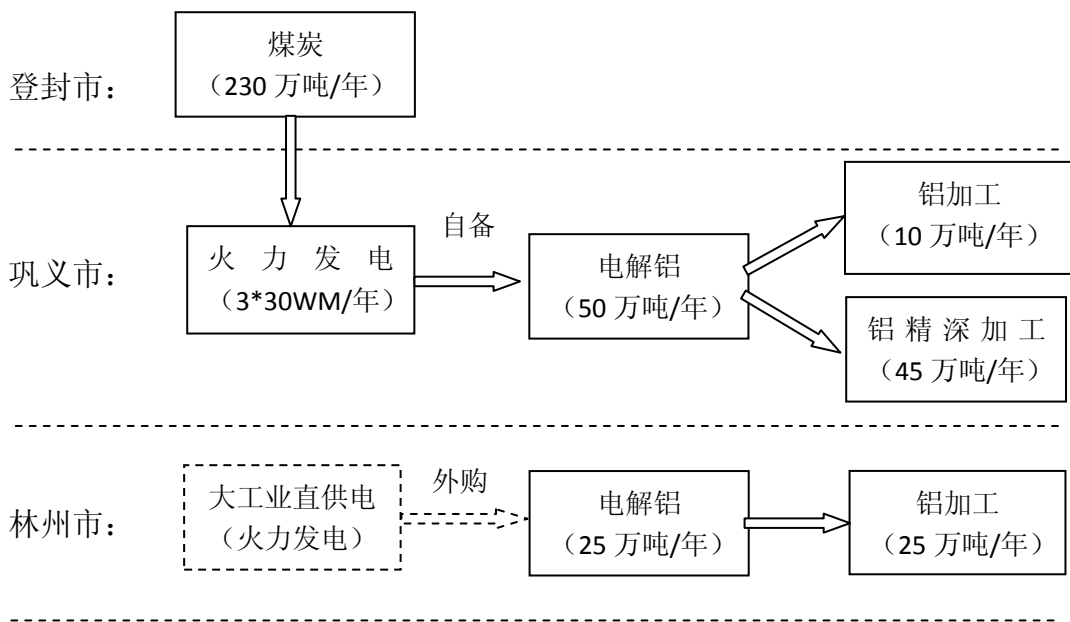 煤炭
（230 万吨/年）
登封市：
铝加工
（10 万吨/年）
自备
火 力 发 电
（3*30WM/年）
电解铝
（50 万吨/年）
巩义市：
铝 精 深 加 工
（45 万吨/年）
外购
大工业直供电
（火力发电）
电解铝
（25 万吨/年）
铝加工
（25 万吨/年）
林州市：